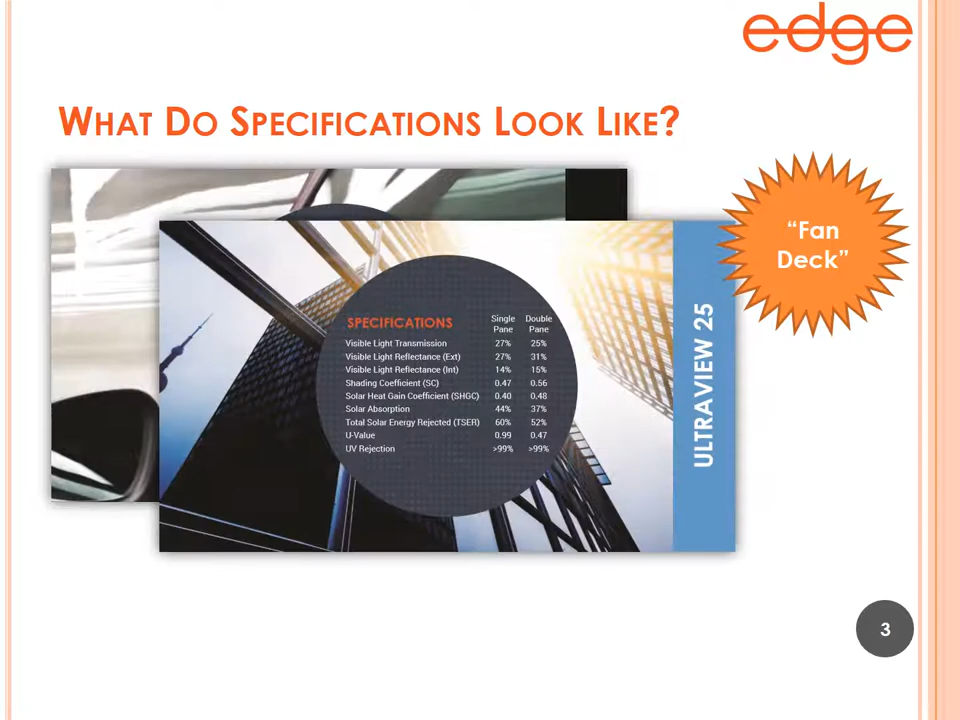 edge
What Do Specifications Look Like?
“Fan
Deck”
SPECIFICATIONS
Single Pane Double Pane
Visible Light Transmission 27% 25%
Visible Light Reflectance (Ext) 27% 31%
Visible Light Reflectance (Int) 14% 15%
Shading Coefficient (SC) 0.47 0.56
Solar Heat Gain Coefficient (SHGC) 0.40 0.48
Solar Absorption 44% 37%
Total Solar Energy Rejected (TSER) 60% 52%
U-Value 0.99 0.47
UV Rejection >99% >99%
ULTRAVIEW 25
3